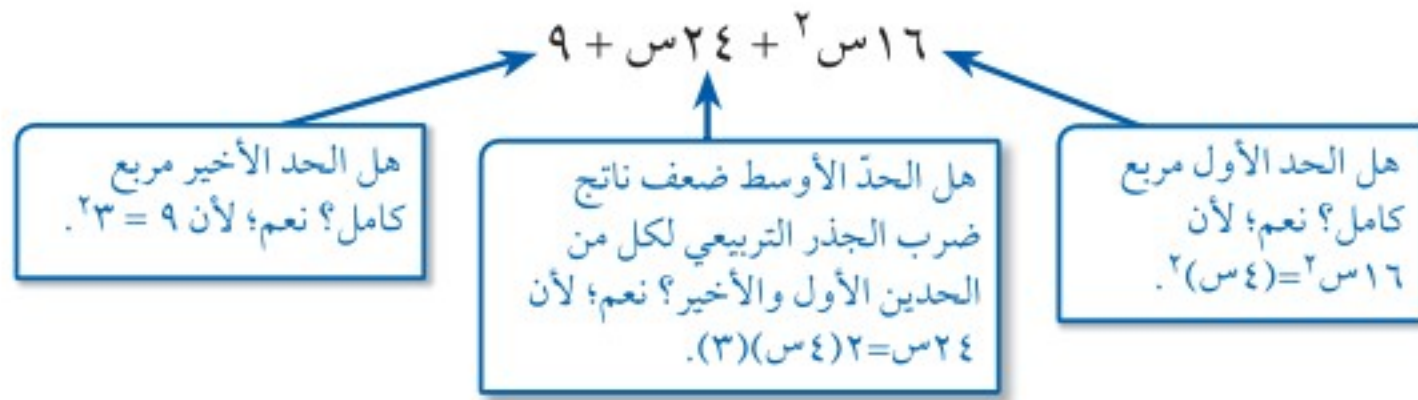 ١٦س٢ + ٢٤س + ٩
هل الحد الأول مربع
كامل؟ نعم؛ لأن
١٦س٢=(٤س)٢.
هل الحدّ الأوسط ضعف ناتج
ضرب الجذر التربيعي لكل من
الحدين الأول والأخير؟ نعم؛ لأن
٢٤س=٢(٤س)(٣).
هل الحد الأخير مربع
كامل؟ نعم؛ لأن ٩ = ٣٢.